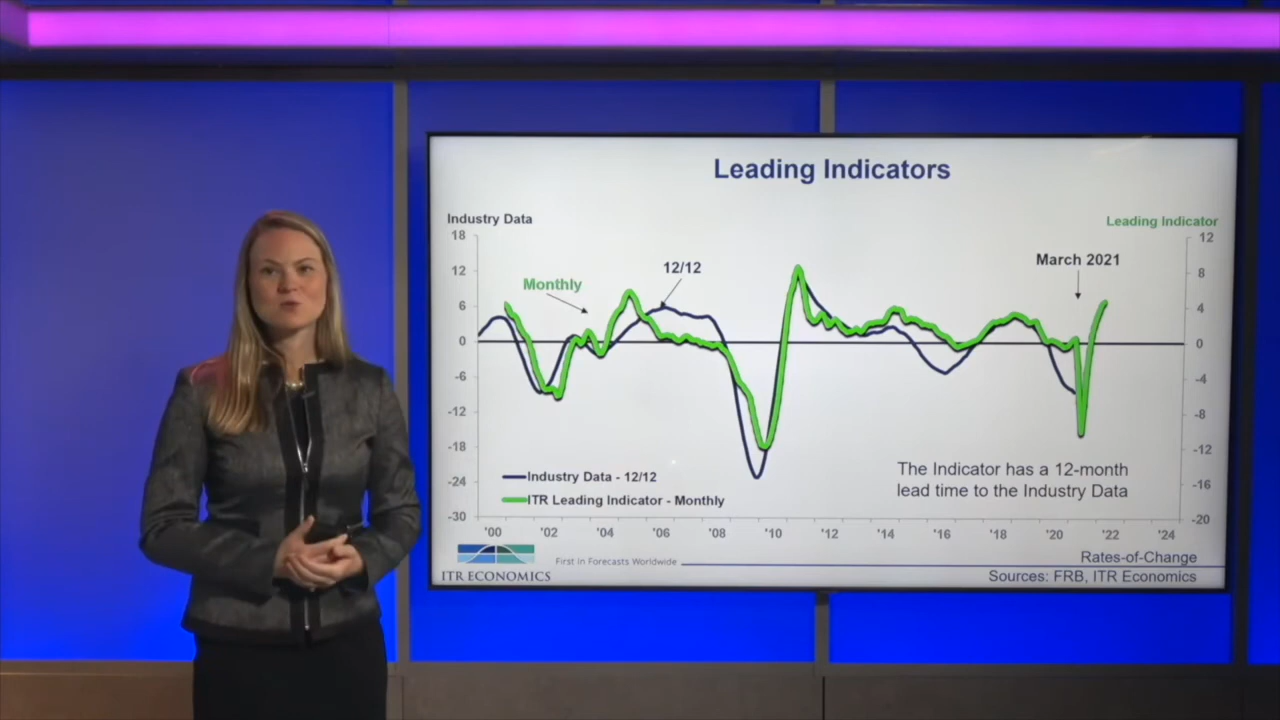 Leading Indicators
Industry Data
Leading Indicator
18
12
6
0
-6
-12
-18
-24
-30
12
8
4
0
-4
-8
-12
-16
-20
Monthly
12/12
March 2021
Industry Data - 12/12
ITR Leading Indicator - Monthly
The Indicator has a 12-month
lead time to the Industry Data
'00 '02 '04 '06 '08 '10 '12 '14 '16 '18 '20 '22 '24
ITR ECONOMICS
First in Forecasts Worldwide
Rates-of-Change
Sources: FRB, ITR Economics